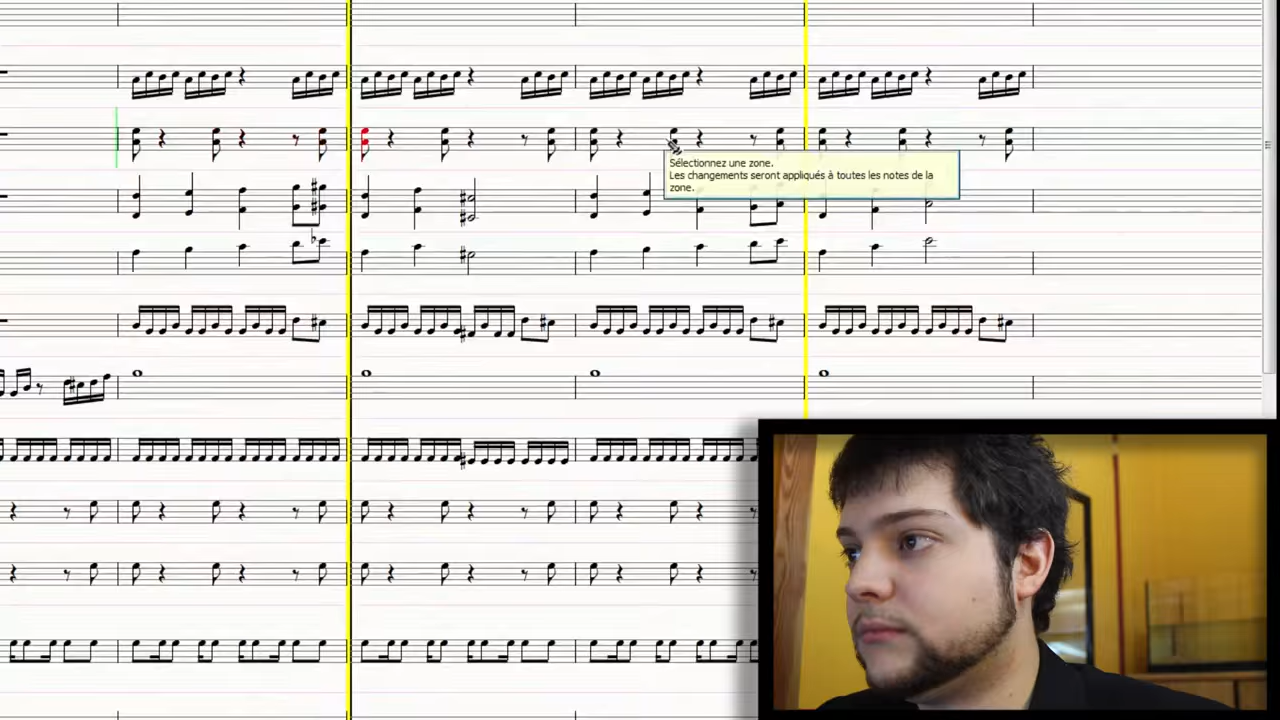 Sélectionnez une zone.
Les changements seront appliqués à toutes les notes de la
zone.